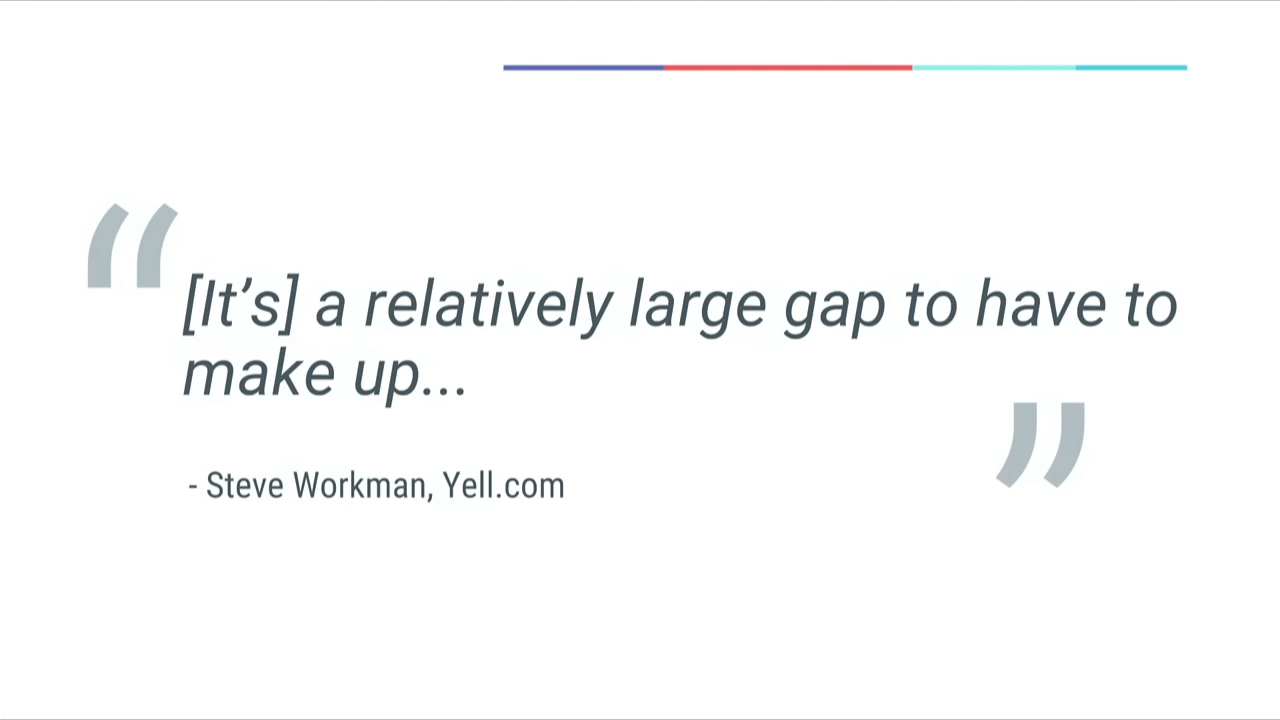 “[It’s] a relatively large gap to have to
make up...”
- Steve Workman, Yell.com